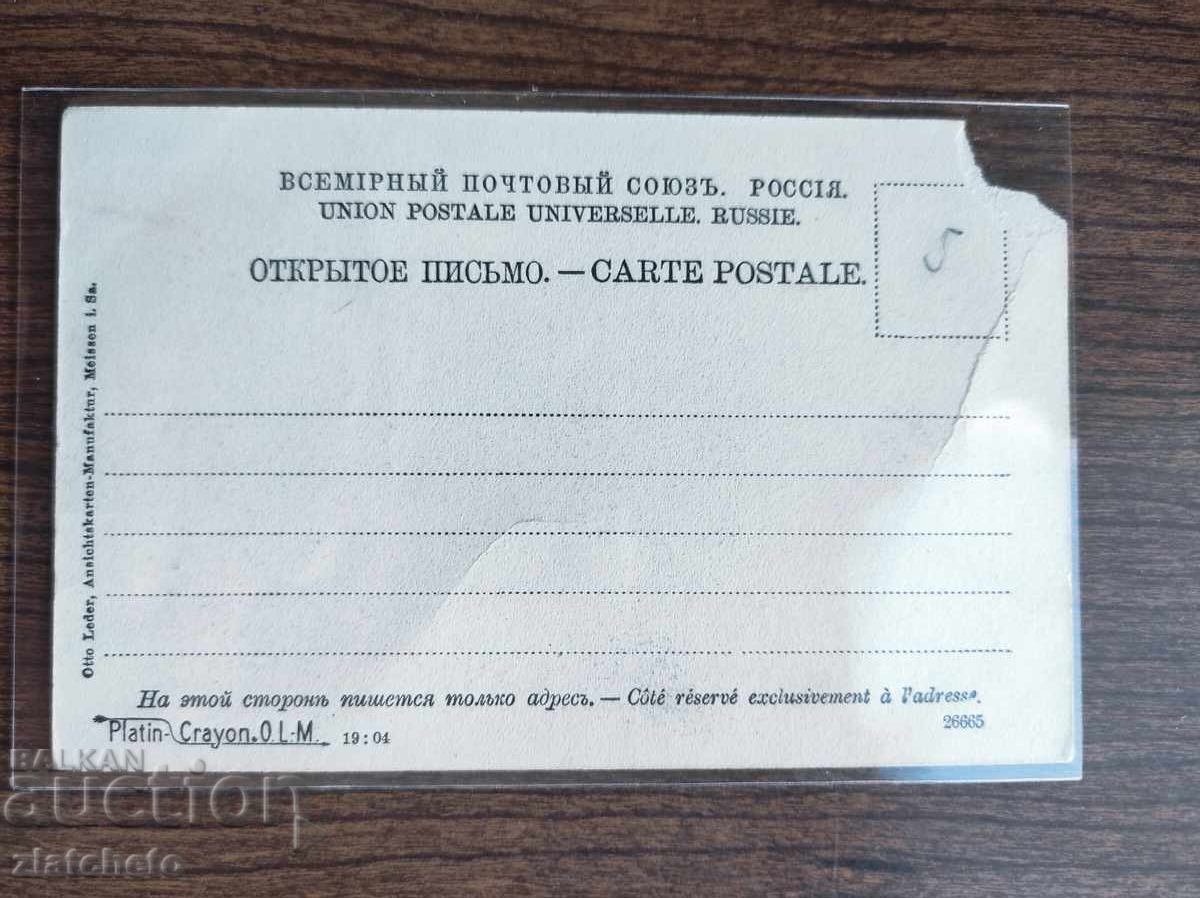 ВСЕМІРНЫЙ ПОЧТОВЫЙ СОЮЗЪ. РОССІЯ.
UNION POSTALE UNIVERSELLE. RUSSIE.
ОТКРЫТОЕ ПИСЬМО. — CARTE POSTALE.
5
Otto Leder, Ansichtskarten-Manufaktur, Meissen i. Sa.
На этой сторонѣ пишется только адресъ. — Côté réservé exclusivement à l'adresse.
Platin-Crayon. O.L.M. 19:04
26665
BALKAN
auction
zlatcheto